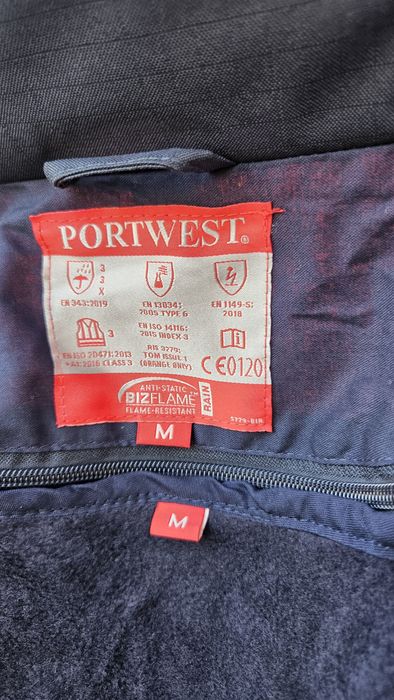 PORTWEST®
3
3
X
EN 343:2019
EN 13034:
2005 TYPE 6
EN 1149-5:
2018
3
EN ISO 20471:2013
+A1:2016 CLASS 3
EN ISO 14116:
2015 INDEX-3
RIS 3279:
TOM ISSUE 1
(ORANGE ONLY)
i
CE0120
ANTI-STATIC
BIZFLAME
FLAME-RESISTANT
RAIN
M
M